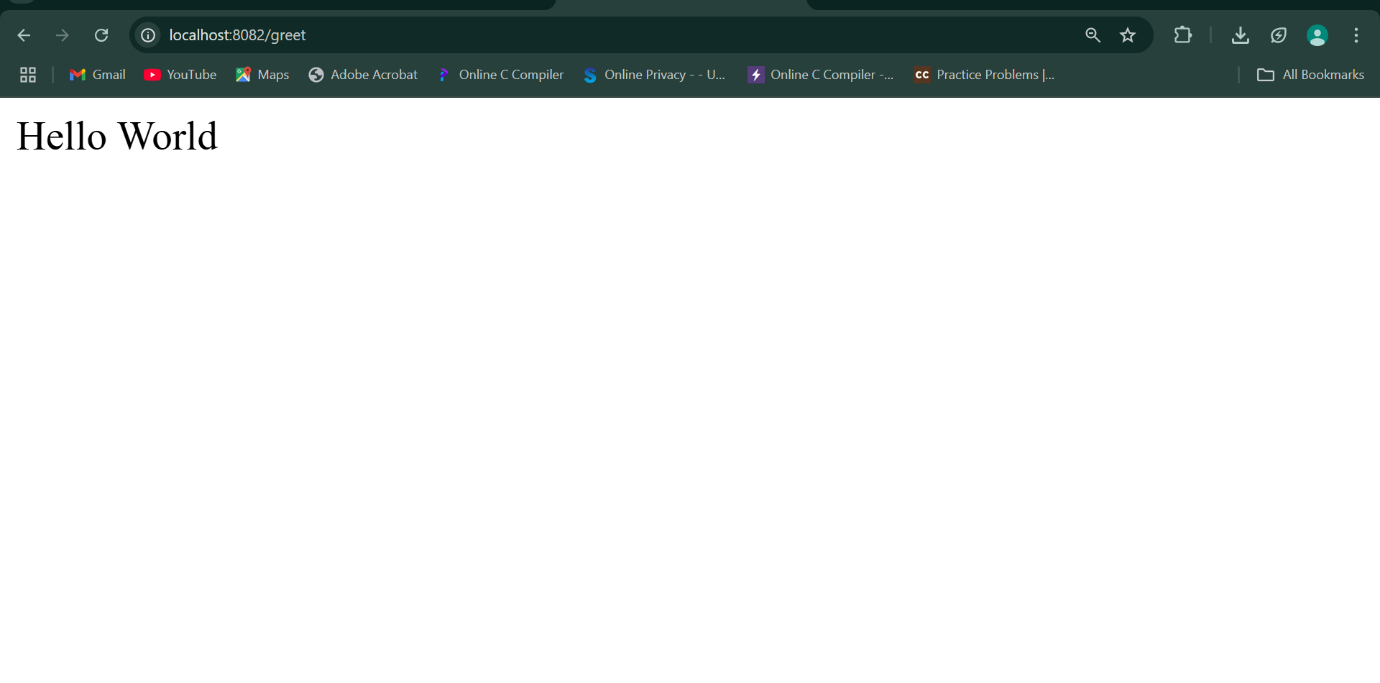 localhost:8082/greet
Gmail YouTube Maps Adobe Acrobat Online C Compiler Online Privacy - - U... Online C Compiler -... CC Practice Problems |... All Bookmarks
Hello World